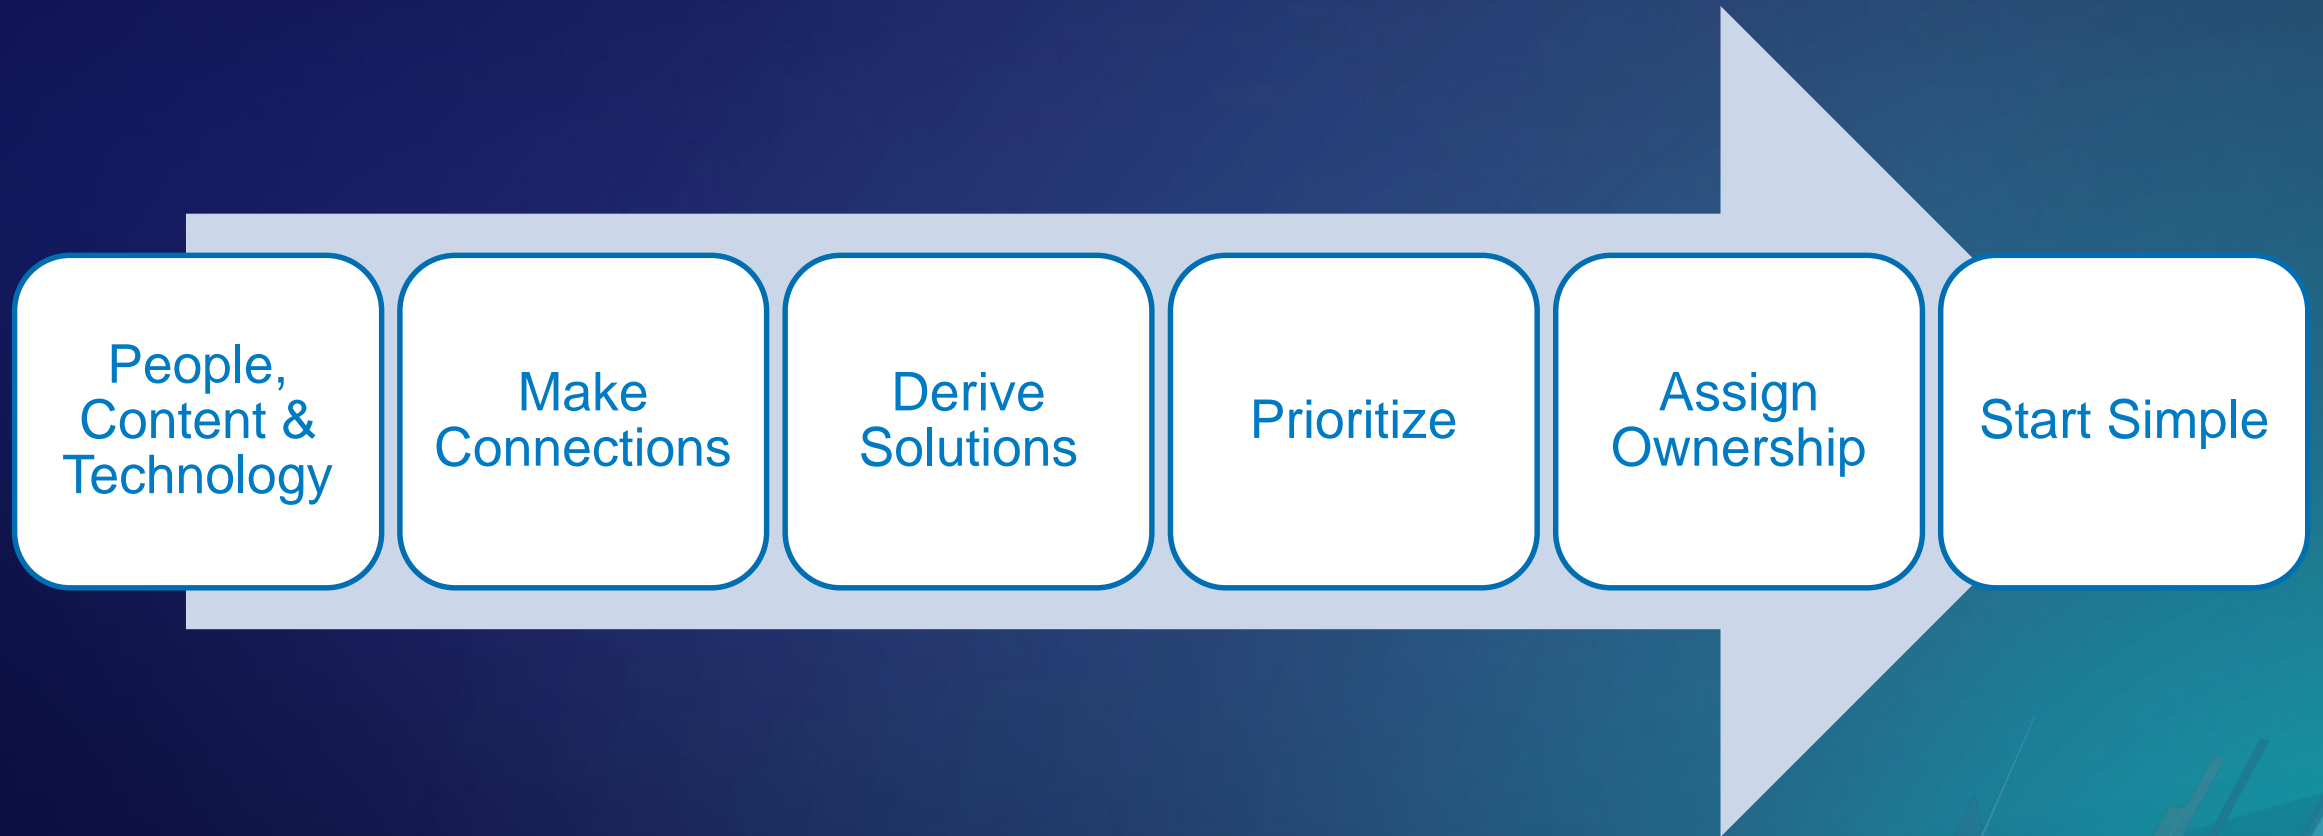 People,
Content &
Technology
Make
Connections
Derive
Solutions
Prioritize
Assign
Ownership
Start Simple